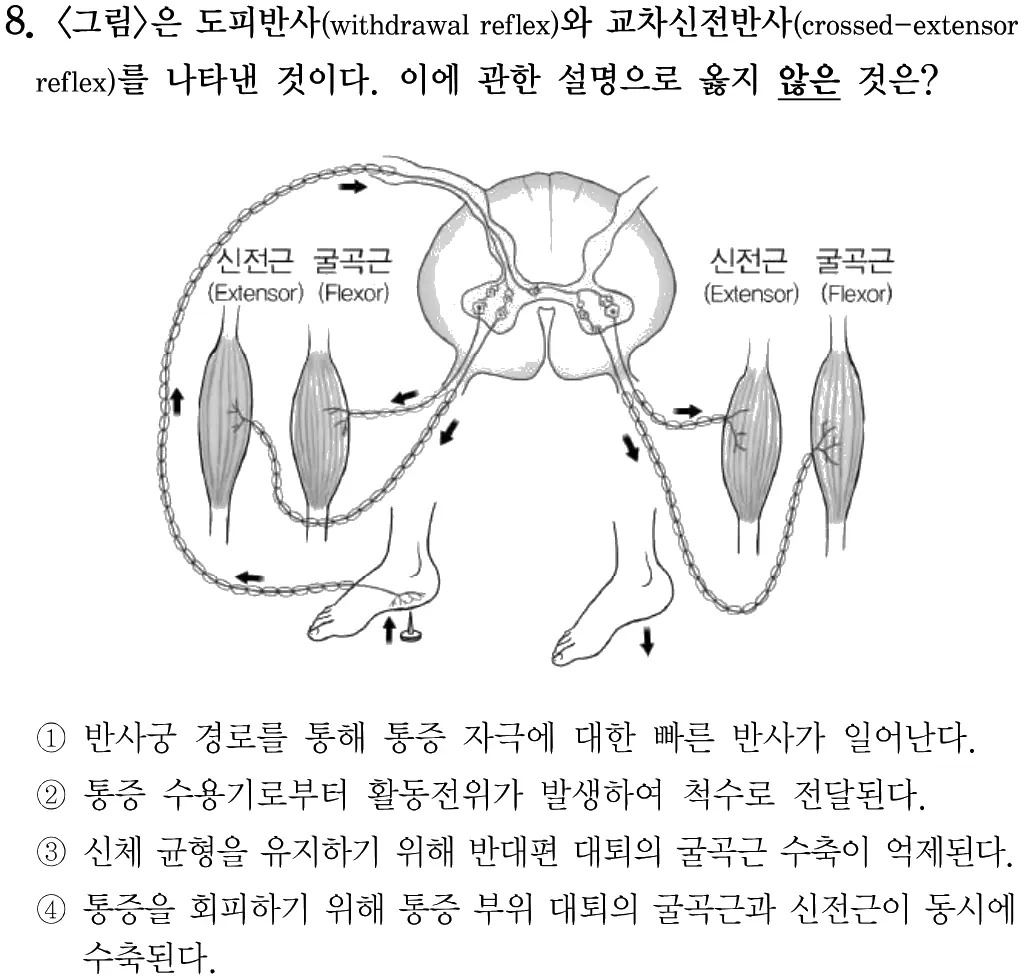 8. 〈그림〉은 도피반사(withdrawal reflex)와 교차신전반사(crossed-extensor
reflex)를 나타낸 것이다. 이에 관한 설명으로 옳지 않은 것은?
신전근 굴곡근 신전근 굴곡근
(Extensor) (Flexor) (Extensor) (Flexor)
① 반사궁 경로를 통해 통증 자극에 대한 빠른 반사가 일어난다.
② 통증 수용기로부터 활동전위가 발생하여 척수로 전달된다.
③ 신체 균형을 유지하기 위해 반대편 대퇴의 굴곡근 수축이 억제된다.
④ 통증을 회피하기 위해 통증 부위 대퇴의 굴곡근과 신전근이 동시에
수축된다.